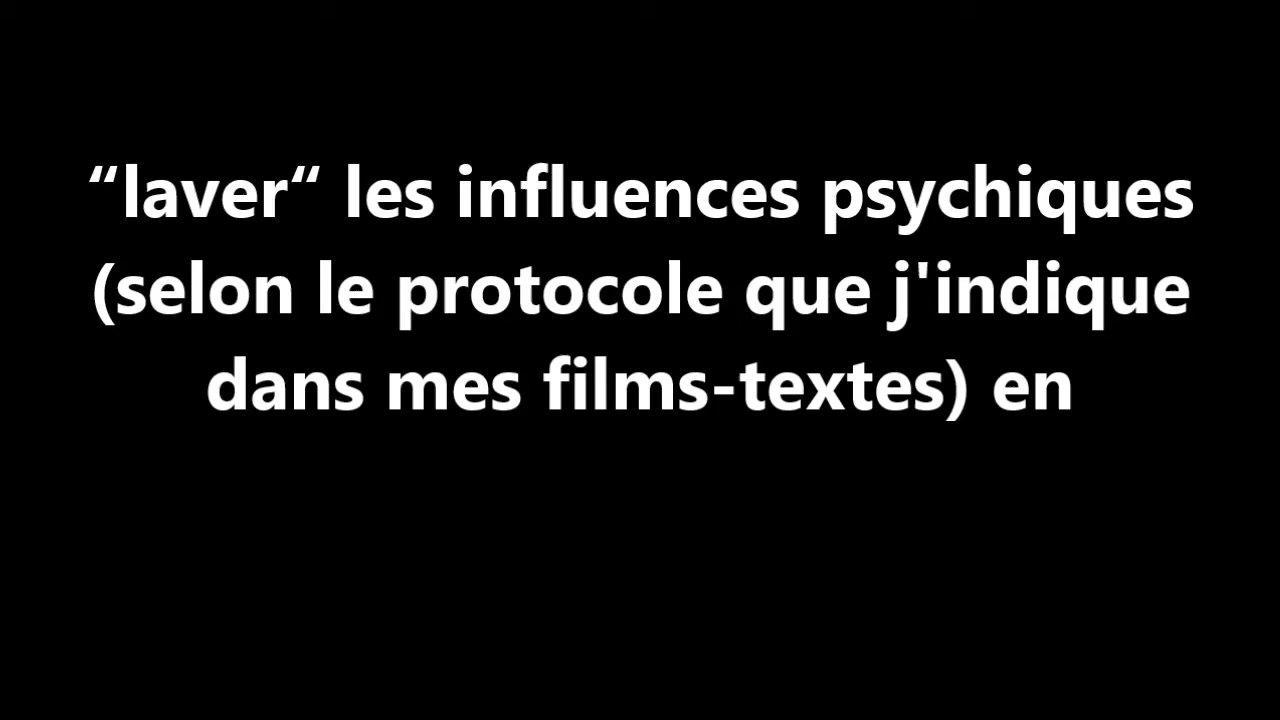 “laver“ les influences psychiques
(selon le protocole que j'indique
dans mes films-textes) en